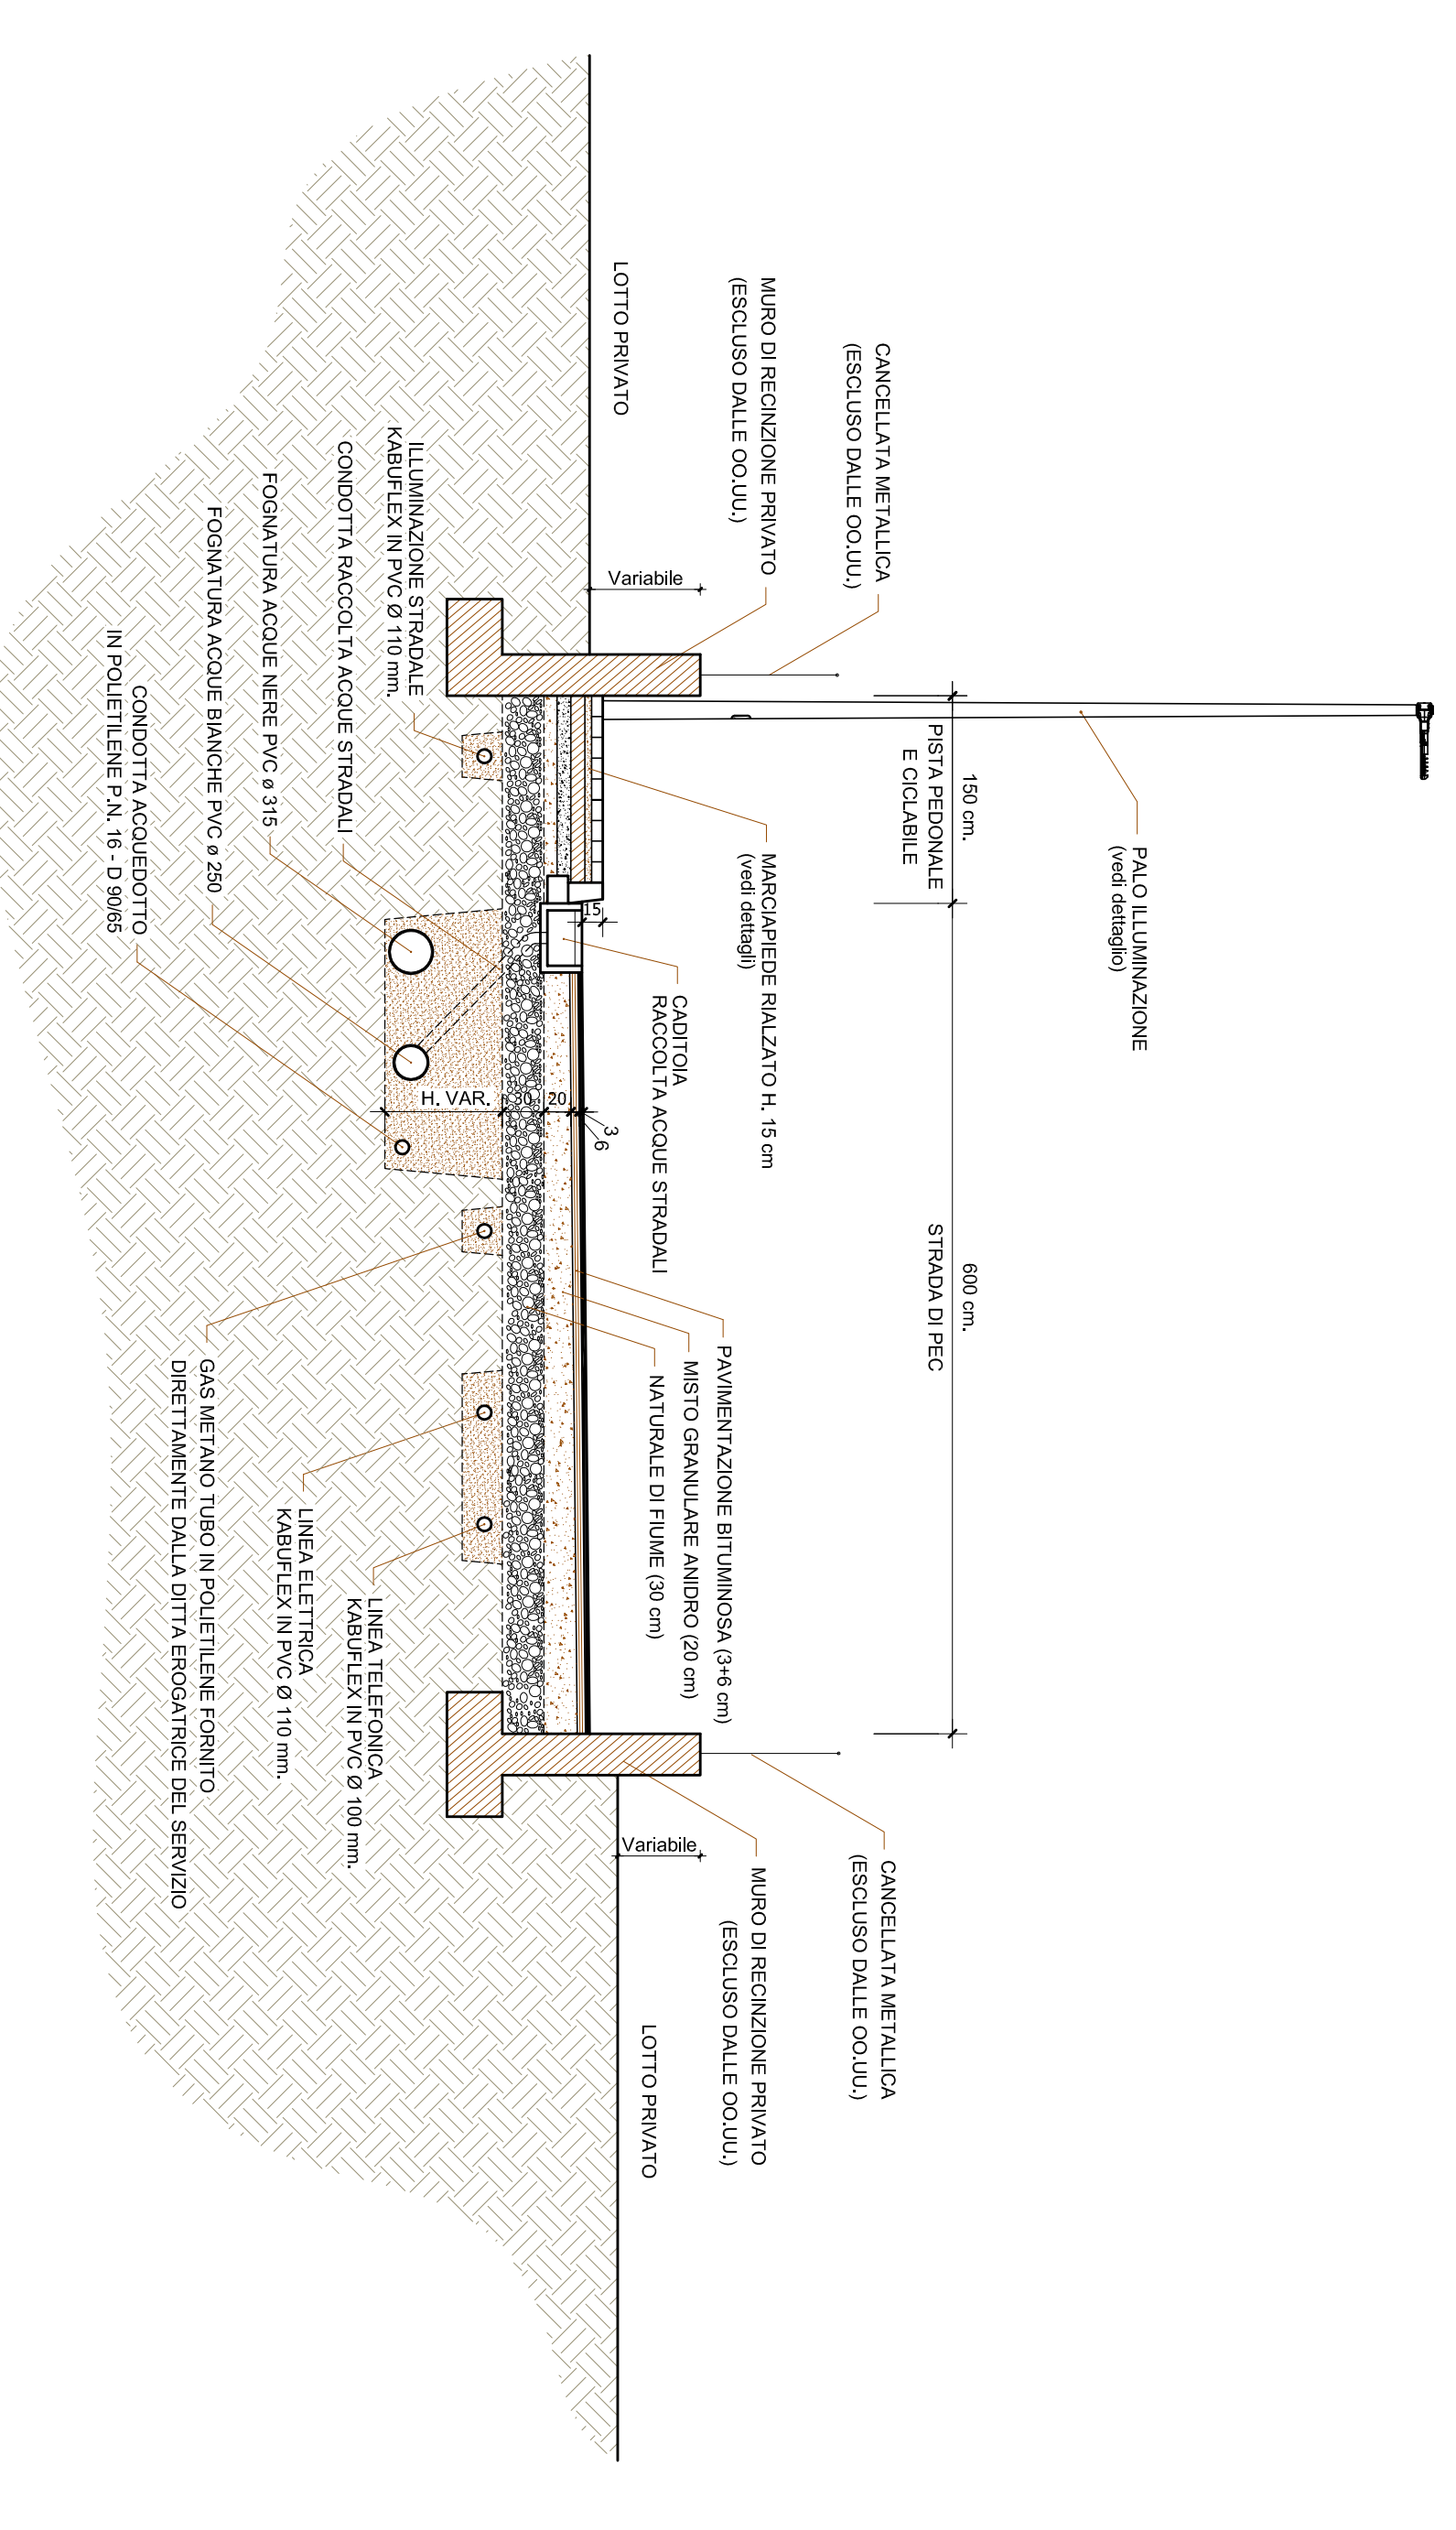 PALO ILLUMINAZIONE
(vedi dettaglio)
150 cm.
PISTA PEDONALE
E CICLABILE
600 cm.
STRADA DI PEC
CANCELLATA METALLICA
(ESCLUSO DALLE OO.UU.)
MURO DI RECINZIONE PRIVATO
(ESCLUSO DALLE OO.UU.)
LOTTO PRIVATO
Variabile
MARCIAPIEDE RIALZATO H. 15 cm
(vedi dettagli)
CADITOIA
RACCOLTA ACQUE STRADALI
15
PAVIMENTAZIONE BITUMINOSA (3+6 cm)
MISTO GRANULARE ANIDRO (20 cm)
NATURALE DI FIUME (30 cm)
CANCELLATA METALLICA
(ESCLUSO DALLE OO.UU.)
MURO DI RECINZIONE PRIVATO
(ESCLUSO DALLE OO.UU.)
LOTTO PRIVATO
Variabile
3
6
20
30
H. VAR.
ILLUMINAZIONE STRADALE
KABUFLEX IN PVC Ø 110 mm.
CONDOTTA RACCOLTA ACQUE STRADALI
FOGNATURA ACQUE NERE PVC ø 315
FOGNATURA ACQUE BIANCHE PVC ø 250
CONDOTTA ACQUEDOTTO
IN POLIETILENE P.N. 16 - D 90/65
LINEA TELEFONICA
KABUFLEX IN PVC Ø 100 mm.
LINEA ELETTRICA
KABUFLEX IN PVC Ø 110 mm.
GAS METANO TUBO IN POLIETILENE FORNITO
DIRETTAMENTE DALLA DITTA EROGATRICE DEL SERVIZIO